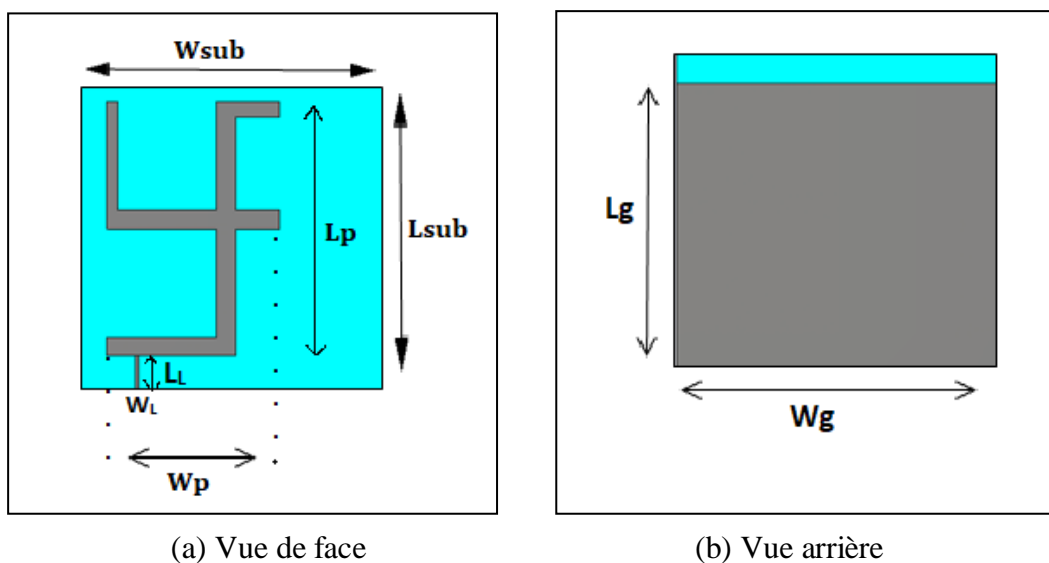 Wsub
Lp
Lsub
LL
WL
Wp
Lg
Wg
(a) Vue de face
(b) Vue arrière